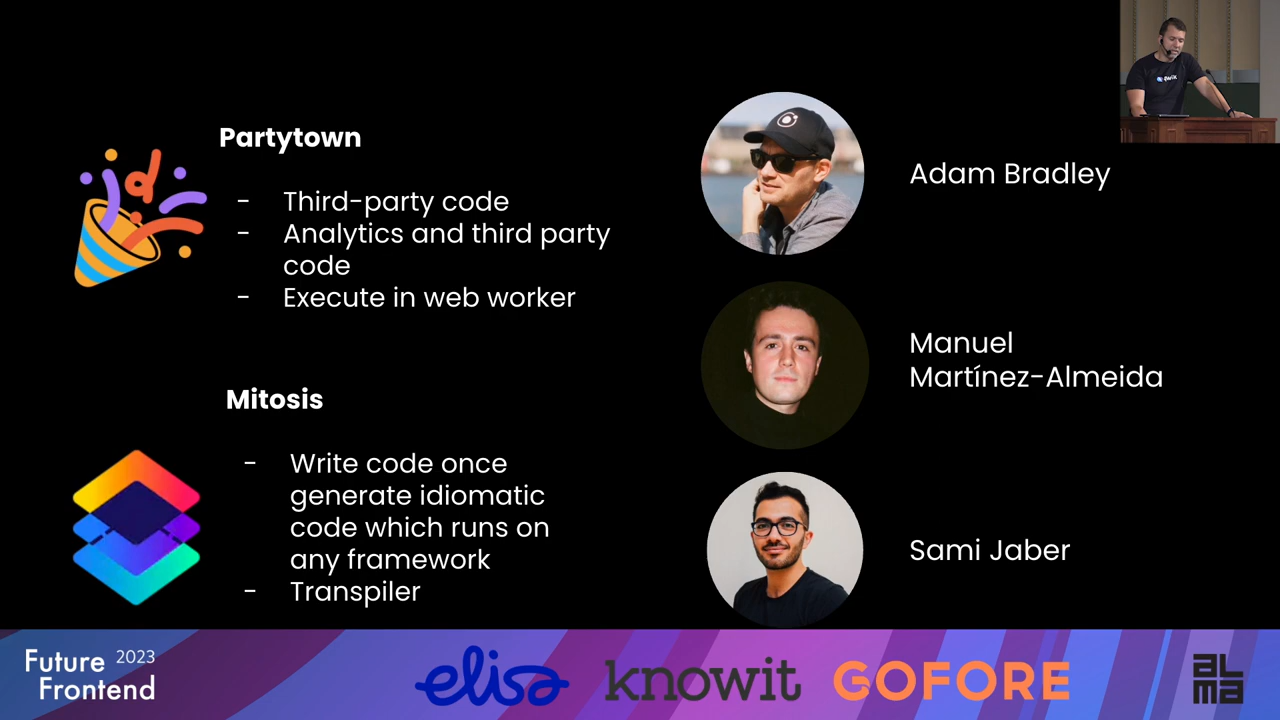 Partytown
- Third-party code
- Analytics and third party
code
- Execute in web worker
Mitosis
- Write code once
generate idiomatic
code which runs on
any framework
- Transpiler
Adam Bradley
Manuel
Martínez-Almeida
Sami Jaber
Qwik
Future 2023
Frontend
elisa
knowit
GOFORE
aLma